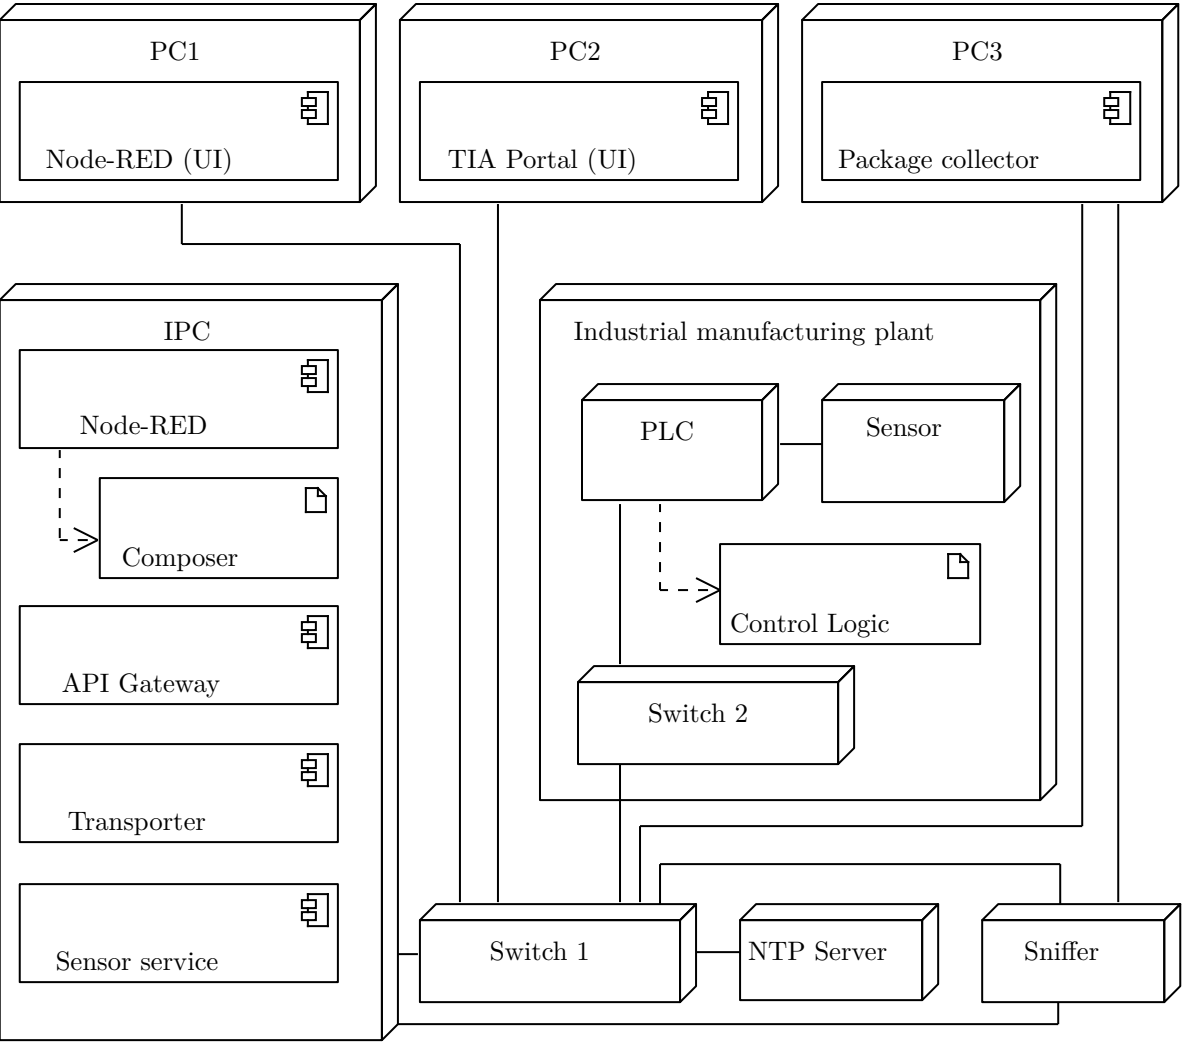 PC1
Node-RED (UI)
PC2
TIA Portal (UI)
PC3
Package collector
IPC
Node-RED
Composer
API Gateway
Transporter
Sensor service
Industrial manufacturing plant
PLC
Sensor
Control Logic
Switch 2
Switch 1
NTP Server
Sniffer